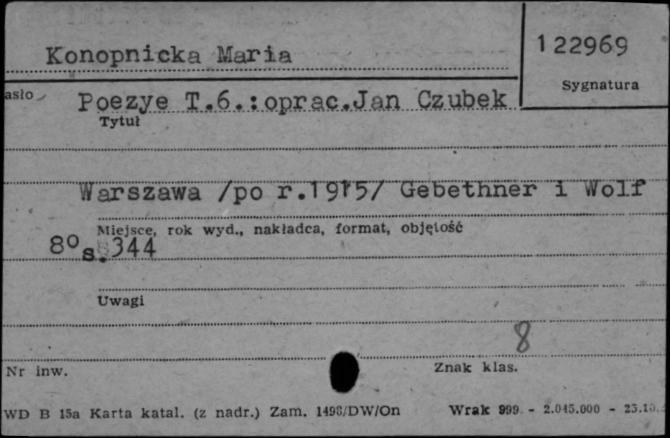 Konopnicka Maria
122969
Sygnatura
asło
Poezye T.6.:oprac.Jan Czubek
Tytuł
Warszawa /po r.1915/ Gebethner i Wolf
Miejsce, rok wyd., nakładca, format, objętość
8º s.344
Uwagi
8
Nr inw.
Znak klas.
WD B 15a Karta katal. (z nadr.) Zam. 1498/DW/On
Wrak 999 - 2.045.000 -